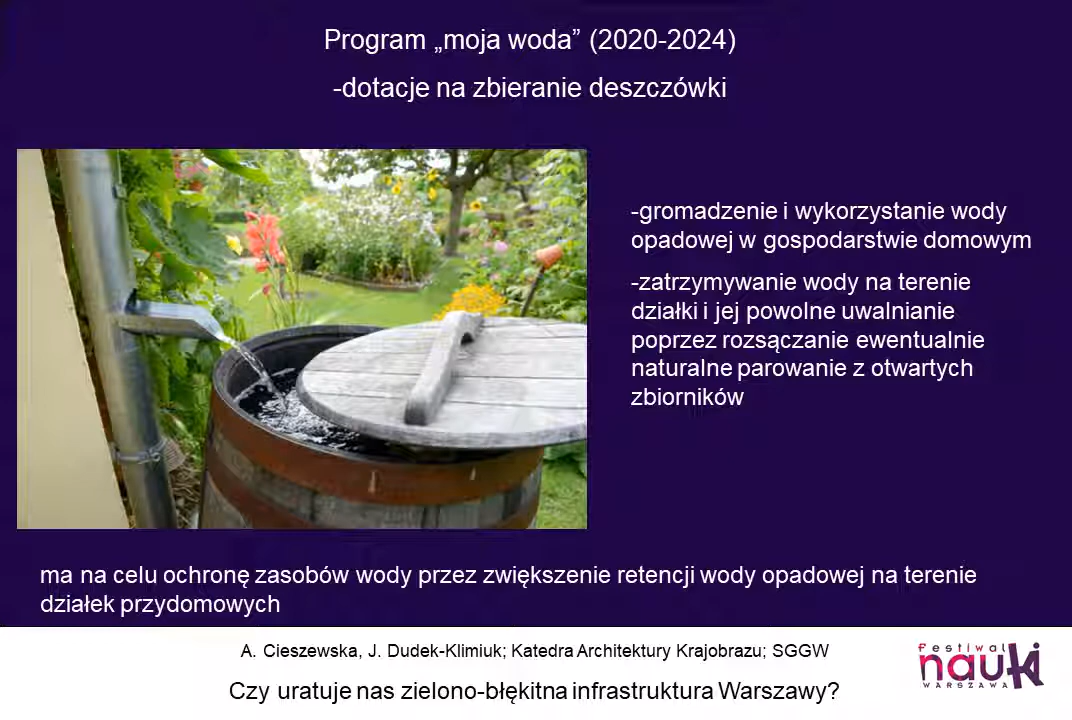 Program „moja woda” (2020-2024)
-dotacje na zbieranie deszczówki
-gromadzenie i wykorzystanie wody
opadowej w gospodarstwie domowym
-zatrzymywanie wody na terenie
działki i jej powolne uwalnianie
poprzez rozsączanie ewentualnie
naturalne parowanie z otwartych
zbiorników
ma na celu ochronę zasobów wody przez zwiększenie retencji wody opadowej na terenie
działek przydomowych
A. Cieszewska, J. Dudek-Klimiuk; Katedra Architektury Krajobrazu; SGGW
Czy uratuje nas zielono-błękitna infrastruktura Warszawy?
festiwal
nauki
WARSZAWA